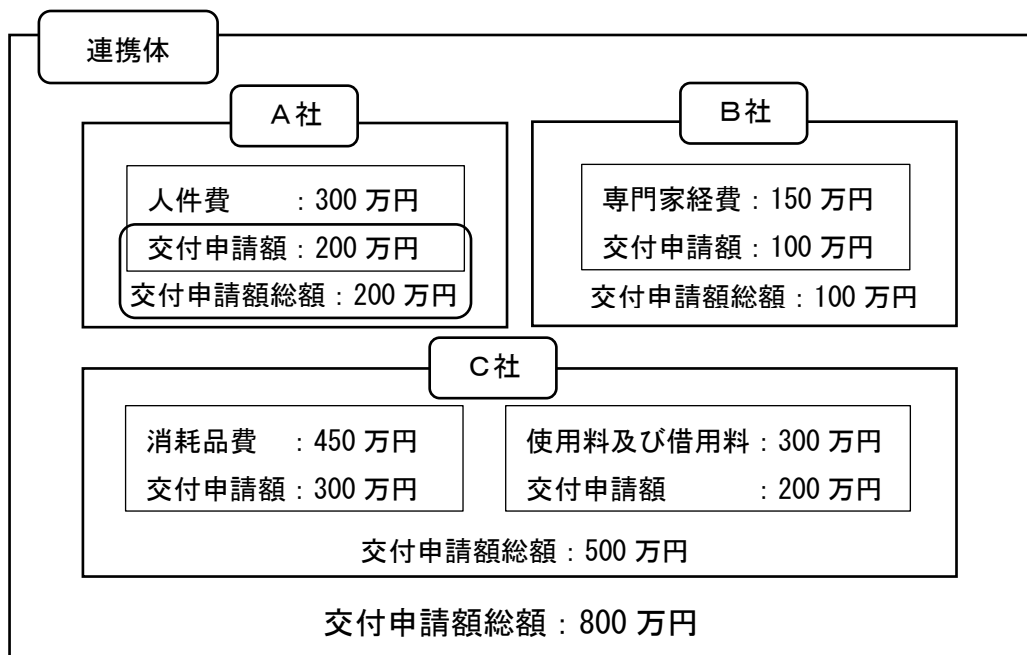 連携体
A社
人件費 : 300 万円
交付申請額 : 200 万円
交付申請額総額 : 200 万円
B社
専門家経費 : 150 万円
交付申請額 : 100 万円
交付申請額総額 : 100 万円
C社
消耗品費 : 450 万円
交付申請額 : 300 万円
使用料及び借用料 : 300 万円
交付申請額 : 200 万円
交付申請額総額 : 500 万円
交付申請額総額 : 800 万円